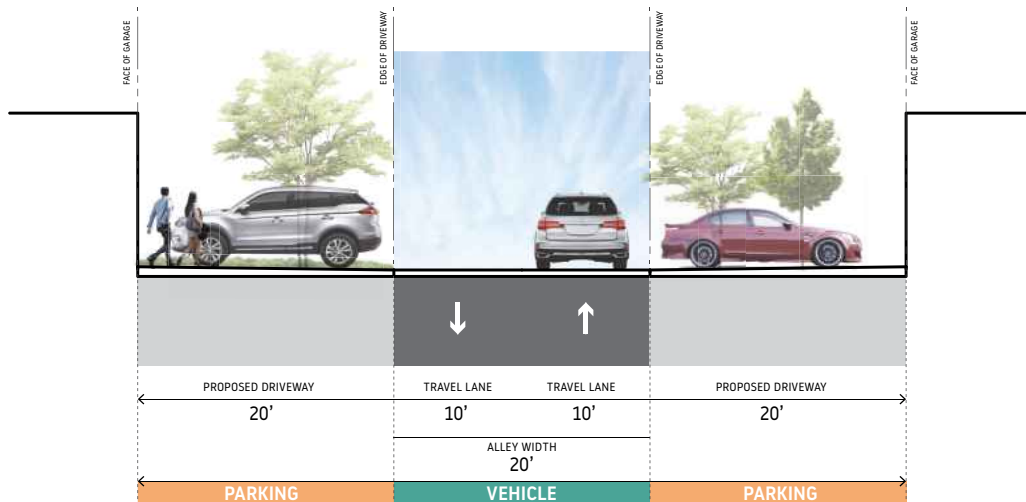 FACE OF GARAGE
EDGE OF DRIVEWAY
EDGE OF DRIVEWAY
FACE OF GARAGE
PROPOSED DRIVEWAY
TRAVEL LANE
TRAVEL LANE
PROPOSED DRIVEWAY
20’
10’
10’
20’
ALLEY WIDTH
20’
PARKING
VEHICLE
PARKING